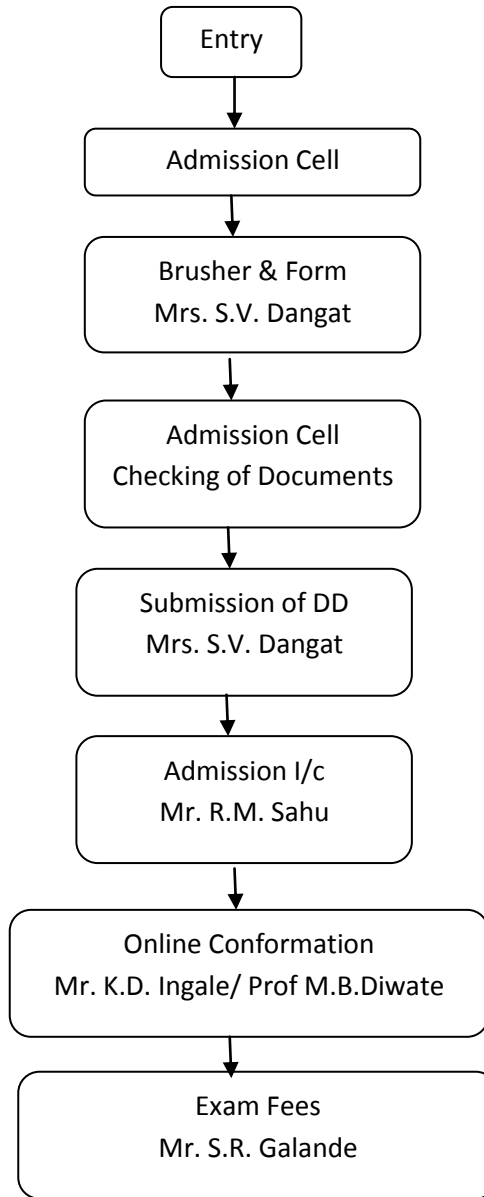 Entry
Admission Cell
Brusher & Form
Mrs. S.V. Dangat
Admission Cell
Checking of Documents
Submission of DD
Mrs. S.V. Dangat
Admission I/c
Mr. R.M. Sahu
Online Conformation
Mr. K.D. Ingale/ Prof M.B.Diwate
Exam Fees
Mr. S.R. Galande